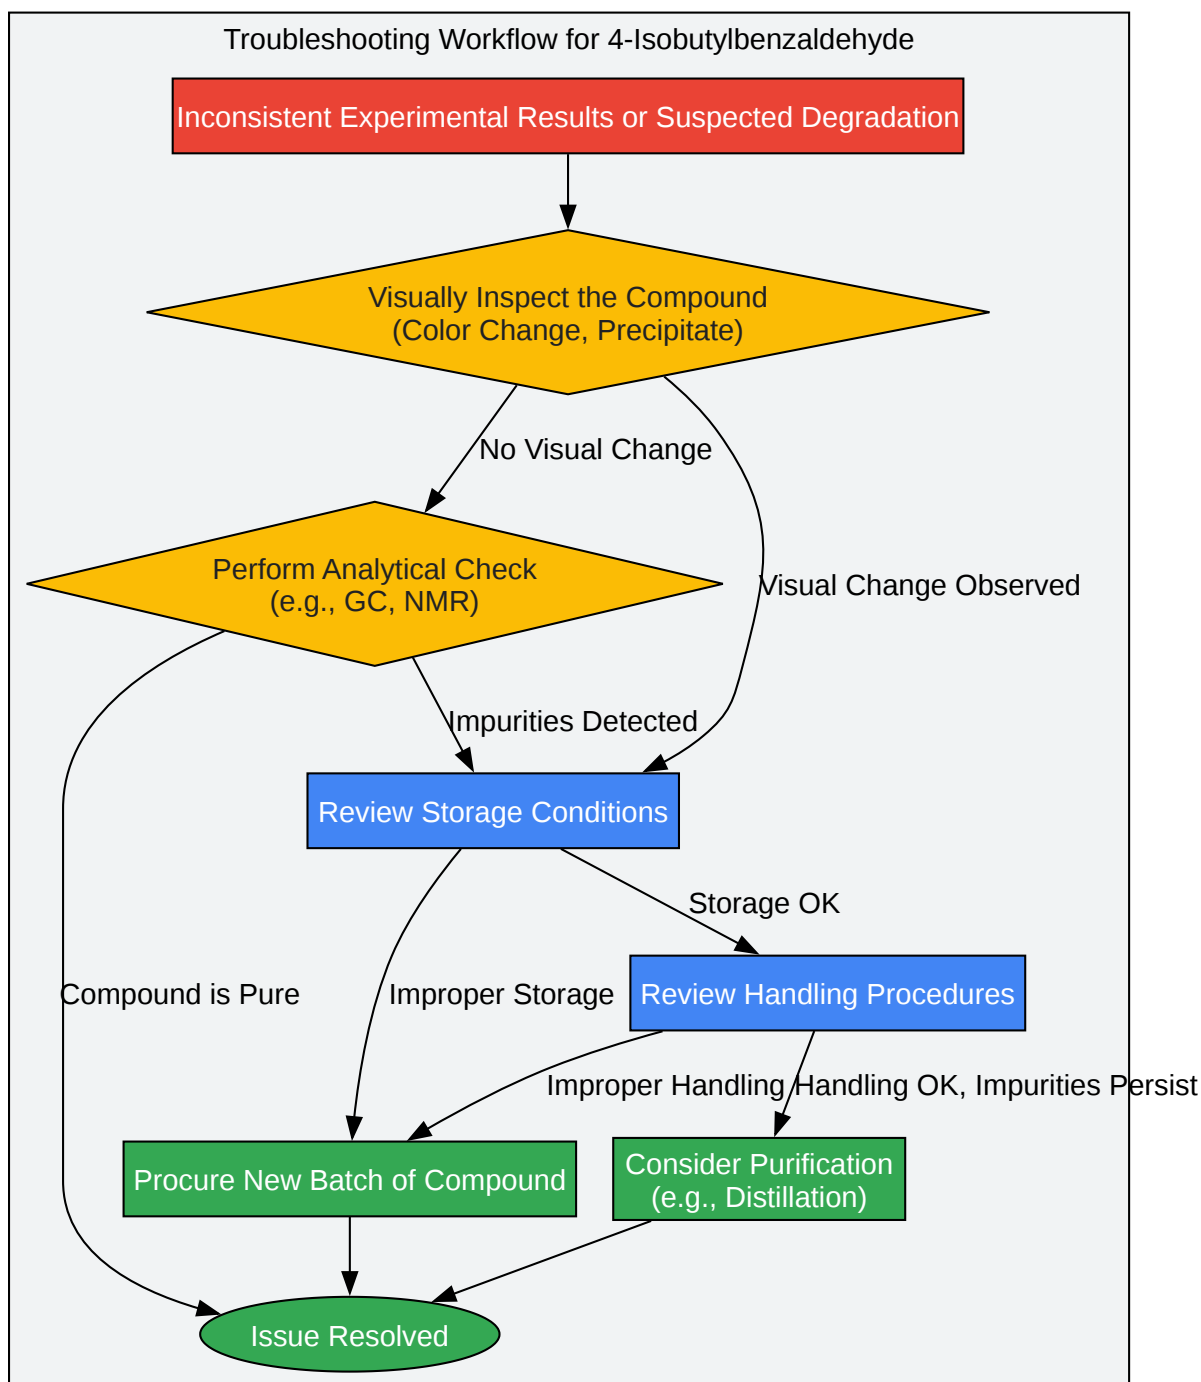 Troubleshooting Workflow for 4-Isobutylbenzaldehyde
Inconsistent Experimental Results or Suspected Degradation
Visually Inspect the Compound
(Color Change, Precipitate)
No Visual Change
Perform Analytical Check
(e.g., GC, NMR)
Visual Change Observed
Impurities Detected
Review Storage Conditions
Storage OK
Compound is Pure
Improper Storage
Review Handling Procedures
Improper Handling
Handling OK, Impurities Persist
Procure New Batch of Compound
Consider Purification
(e.g., Distillation)
Issue Resolved